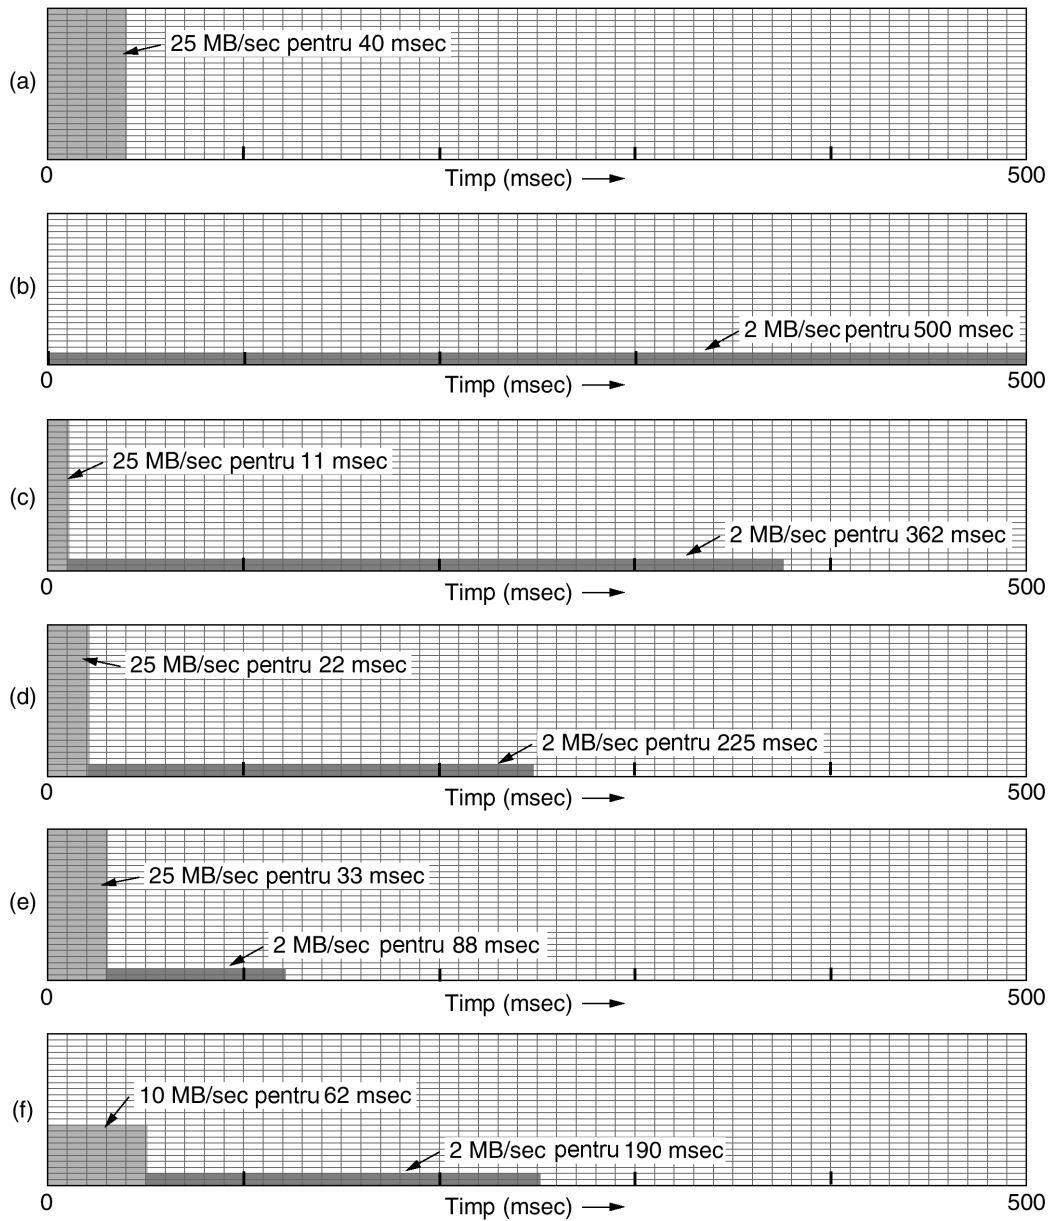 25 MB/sec pentru 40 msec
(a)
0 Timp (msec) 500
(b)
2 MB/sec pentru 500 msec
0 Timp (msec) 500
25 MB/sec pentru 11 msec
(c)
2 MB/sec pentru 362 msec
0 Timp (msec) 500
25 MB/sec pentru 22 msec
(d)
2 MB/sec pentru 225 msec
0 Timp (msec) 500
25 MB/sec pentru 33 msec
(e)
2 MB/sec pentru 88 msec
0 Timp (msec) 500
10 MB/sec pentru 62 msec
(f)
2 MB/sec pentru 190 msec
0 Timp (msec) 500